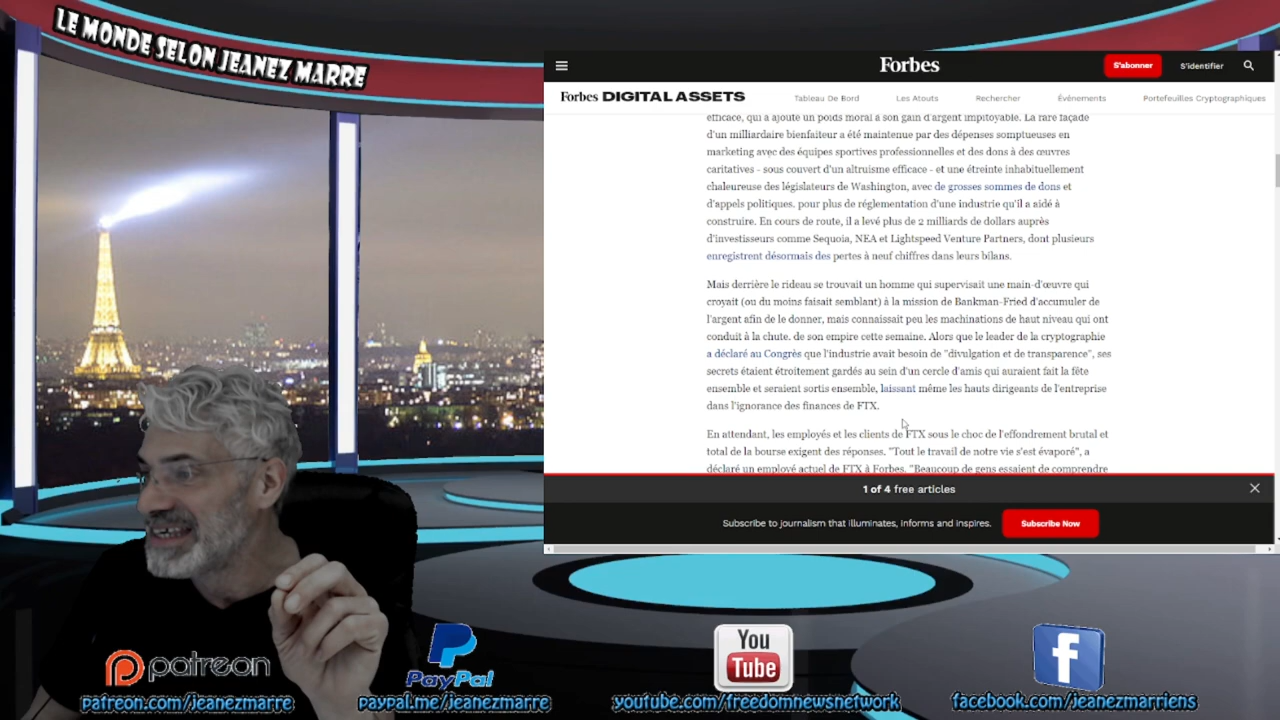 LE MONDE SELON JEANEZ MARRE
Forbes
S'abonner
S'identifier
Forbes DIGITAL ASSETS
Tableau De Bord
Les Atouts
Rechercher
Événements
Portefeuilles Cryptographiques
efficace, qui a ajouté un poids moral à son gain d'argent impitoyable. La rare façade
d'un milliardaire bienfaiteur a été maintenue par des dépenses somptueuses en
marketing avec des équipes sportives professionnelles et des dons à des œuvres
caritatives - sous couvert d'un altruisme efficace - et une étreinte inhabituellement
chaleureuse des législateurs de Washington, avec de grosses sommes de dons et
d'appels politiques. pour plus de réglementation d'une industrie qu'il a aidé à
construire. En cours de route, il a levé plus de 2 milliards de dollars auprès
d'investisseurs comme Sequoia, NEA et Lightspeed Venture Partners, dont plusieurs
enregistrent désormais des pertes à neuf chiffres dans leurs bilans.
Mais derrière le rideau se trouvait un homme qui supervisait une main-d'œuvre qui
croyait (ou du moins faisait semblant) à la mission de Bankman-Fried d'accumuler de
l'argent afin de le donner, mais connaissait peu les machinations de haut niveau qui ont
conduit à la chute. de son empire cette semaine. Alors que le leader de la cryptographie
a déclaré au Congrès que l'industrie avait besoin de "divulgation et de transparence", ses
secrets étaient étroitement gardés au sein d'un cercle d'amis qui auraient fait la fête
ensemble et seraient sortis ensemble, laissant même les hauts dirigeants de l'entreprise
dans l'ignorance des finances de FTX.
En attendant, les employés et les clients de FTX sous le choc de l'effondrement brutal et
total de la bourse exigent des réponses. "Tout le travail de notre vie s'est évaporé", a
déclaré un employé actuel de FTX à Forbes. "Beaucoup de gens essaient de comprendre
1 of 4 free articles
Subscribe to journalism that illuminates, informs and inspires.
Subscribe Now
patreon
PayPal
You
Tube
f
patreon.com/jeanezmarre
paypal.me/jeanezmarre
youtube.com/freedomnewsnetwork
facebook.com/jeanezmarriens